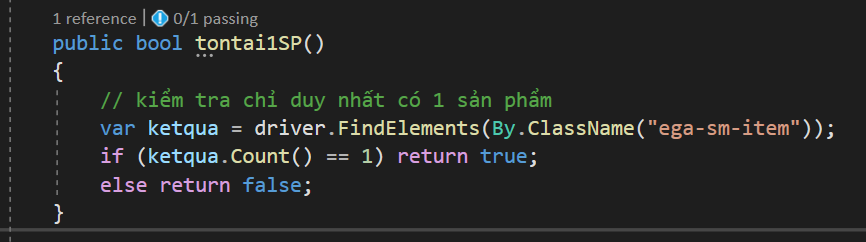 1 reference | 0/1 passing
public bool tontai1SP()
{
// kiểm tra chỉ duy nhất có 1 sản phẩm
var ketqua = driver.FindElements(By.ClassName("ega-sm-item"));
if (ketqua.Count() == 1) return true;
else return false;
}